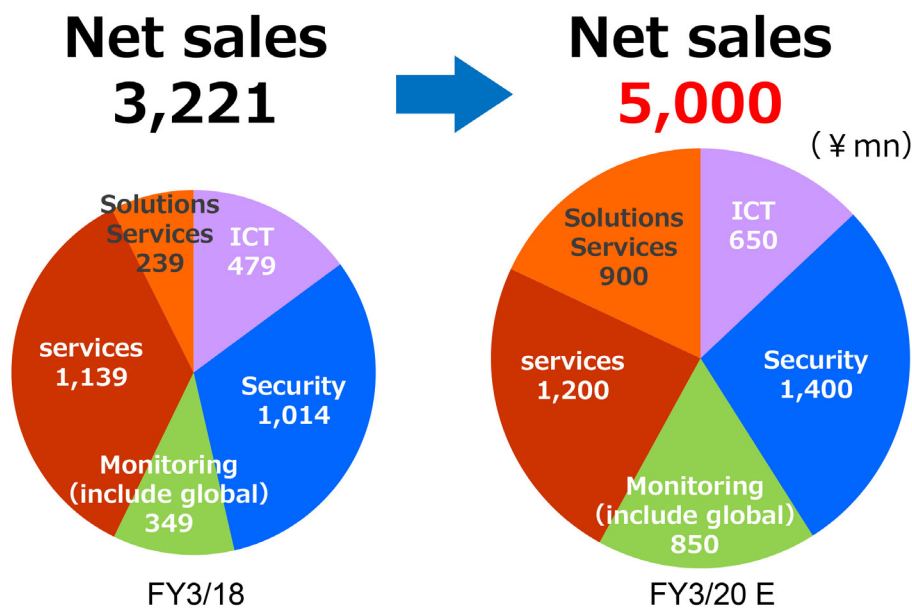 Net sales
3,221
Net sales
5,000
(¥mn)
Solutions
Services
239
ICT
479
services
1,139
Security
1,014
Monitoring
(include global)
349
FY3/18
Solutions
Services
900
ICT
650
services
1,200
Security
1,400
Monitoring
(include global)
850
FY3/20 E